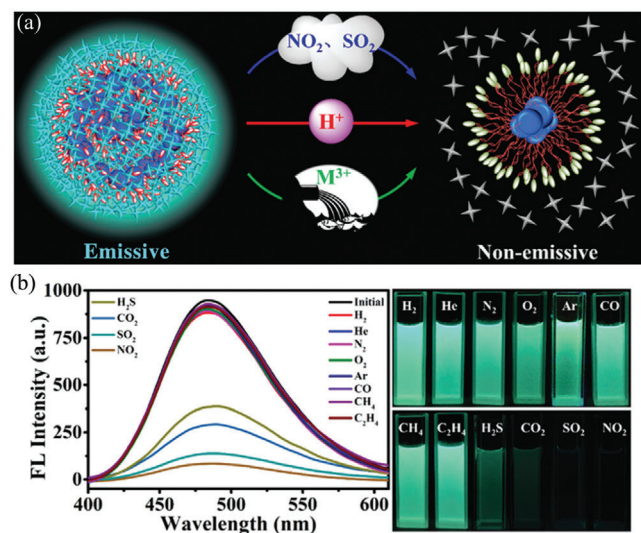 (a)
NO₂、SO₂
H⁺
M³⁺
Emissive
Non-emissive
(b)
FL Intensity (a.u.)
1000
750
500
250
0
400
450
500
550
600
Wavelength (nm)
H₂S
CO₂
SO₂
NO₂
Initial
H₂
He
N₂
O₂
Ar
CO
CH₄
C₂H₄
H₂ He N₂ O₂ Ar CO
CH₄ C₂H₄ H₂S CO₂ SO₂ NO₂